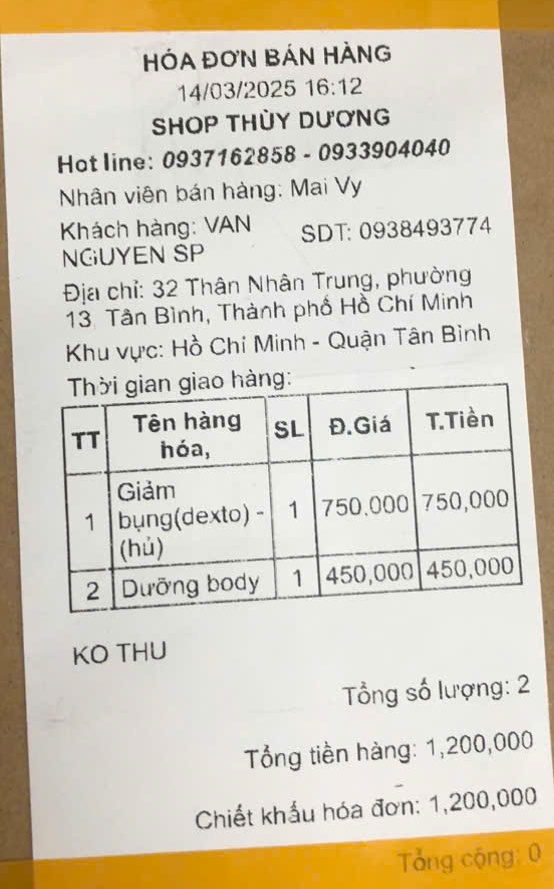 HÓA ĐƠN BÁN HÀNG
14/03/2025 16:12
SHOP THÙY DƯƠNG
Hotline: 0937162858 - 0933904040
Nhân viên bán hàng: Mai Vy
Khách hàng: VAN NGUYEN SP SDT: 0938493774
Địa chỉ: 32 Thân Nhân Trung, phường
13, Tân Bình, Thành phố Hồ Chí Minh
Khu vực: Hồ Chí Minh - Quận Tân Bình
Thời gian giao hàng:
TT Tên hàng hóa, SL Đ.Giá T.Tiền
1 Giảm bụng(dexto) - (hủ) 1 750,000 750,000
2 Dưỡng body 1 450,000 450,000
KO THU
Tổng số lượng: 2
Tổng tiền hàng: 1,200,000
Chiết khấu hóa đơn: 1,200,000
Tổng cộng: 0